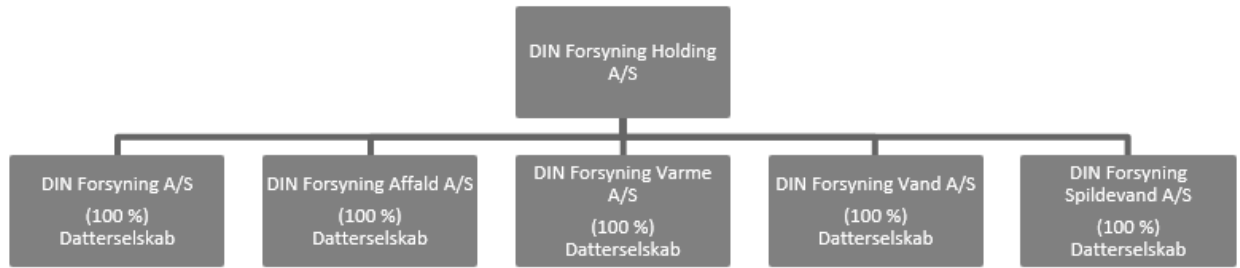 DIN Forsyning Holding
A/S
DIN Forsyning A/S
(100 %)
Datterselskab
DIN Forsyning Affald A/S
(100 %)
Datterselskab
DIN Forsyning Varme
A/S
(100 %)
Datterselskab
DIN Forsyning Vand A/S
(100 %)
Datterselskab
DIN Forsyning
Spildevand A/S
(100 %)
Datterselskab